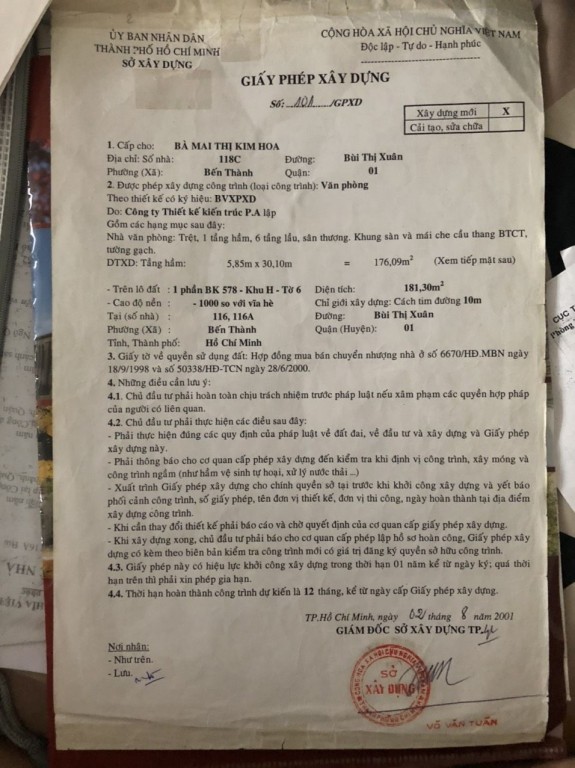 ỦY BAN NHÂN DÂN
THÀNH PHỐ HỒ CHÍ MINH
SỞ XÂY DỰNG
CỘNG HÒA XÃ HỘI CHỦ NGHĨA VIỆT NAM
Độc lập - Tự do - Hạnh phúc
GIẤY PHÉP XÂY DỰNG
Số: 101 /GPXD
Xây dựng mới X
Cải tạo, sửa chữa
1. Cấp cho: BÀ MAI THỊ KIM HOA
Địa chỉ: Số nhà: 118C Đường: Bùi Thị Xuân
Phường (Xã): Bến Thành Quận: 01
2. Được phép xây dựng công trình (loại công trình): Văn phòng
Theo thiết kế có ký hiệu: BVXPXD
Do: Công ty Thiết kế kiến trúc P.A lập
Gồm các hạng mục sau đây:
Nhà văn phòng: Trệt, 1 tầng hầm, 6 tầng lầu, sân thượng. Khung sàn và mái che cầu thang BTCT,
tường gạch.
DTXD: Tầng hầm: 5,85m x 30,10m = 176,09m² (Xem tiếp mặt sau)
- Trên lô đất : 1 phần BK 578 - Khu H - Tờ 6 Diện tích: 181,30m²
- Cao độ nền : - 1000 so với vỉa hè Chỉ giới xây dựng: Cách tim đường 10m
Tại (số nhà) : 116, 116A Đường: Bùi Thị Xuân
Phường (Xã) : Bến Thành Quận (Huyện): 01
Tỉnh, Thành phố: Hồ Chí Minh
3. Giấy tờ về quyền sử dụng đất: Hợp đồng mua bán chuyển nhượng nhà ở số 6670/HĐ.MBN ngày
18/9/1998 và số 50338/HĐ-TCN ngày 28/6/2000.
4. Những điều cần lưu ý:
4.1. Chủ đầu tư phải hoàn toàn chịu trách nhiệm trước pháp luật nếu xâm phạm các quyền hợp pháp
của người có liên quan.
4.2. Chủ đầu tư phải thực hiện các điều sau đây:
- Phải thực hiện đúng các quy định của pháp luật về đất đai, về đầu tư và xây dựng và Giấy phép
xây dựng này.
- Phải thông báo cho cơ quan cấp phép xây dựng đến kiểm tra khi định vị công trình, xây móng và
công trình ngầm (như hầm vệ sinh tự hoại, xử lý nước thải ...)
- Xuất trình Giấy phép xây dựng cho chính quyền sở tại trước khi khởi công xây dựng và yết báo
phối cảnh công trình, số giấy phép, tên đơn vị thiết kế, đơn vị thi công, ngày hoàn thành tại địa điểm
xây dựng công trình.
- Khi cần thay đổi thiết kế phải báo cáo và chờ quyết định của cơ quan cấp giấy phép xây dựng.
- Khi xây dựng xong, chủ đầu tư phải báo cho cơ quan cấp phép lập hồ sơ hoàn công, Giấy phép xây
dựng có kèm theo biên bản kiểm tra công trình mới có giá trị đăng ký quyền sở hữu công trình.
4.3. Giấy phép này có hiệu lực khởi công xây dựng trong thời hạn 01 năm kể từ ngày ký; quá thời
hạn trên thì phải xin phép gia hạn.
4.4. Thời hạn hoàn thành công trình dự kiến là 12 tháng, kể từ ngày cấp Giấy phép xây dựng.
TP.Hồ Chí Minh, ngày 02 tháng 8 năm 2001
GIÁM ĐỐC SỞ XÂY DỰNG TP.
Nơi nhận:
- Như trên.
- Lưu.
SỞ
XÂY DỰNG
VÕ VĂN TUẤN
CỤC T